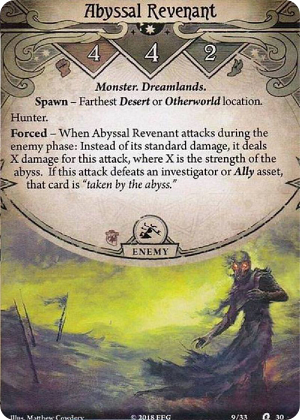 Abyssal Revenant
4 4 2
Monster. Dreamlands.
Spawn – Farthest Desert or Otherworld location.
Hunter.
Forced – When Abyssal Revenant attacks during the
enemy phase: Instead of its standard damage, it deals
X damage for this attack, where X is the strength of the
abyss. If this attack defeats an investigator or Ally asset,
that card is “taken by the abyss.”
ENEMY
Illus. Matthew Cowdery
© 2018 FFG
9/33
30